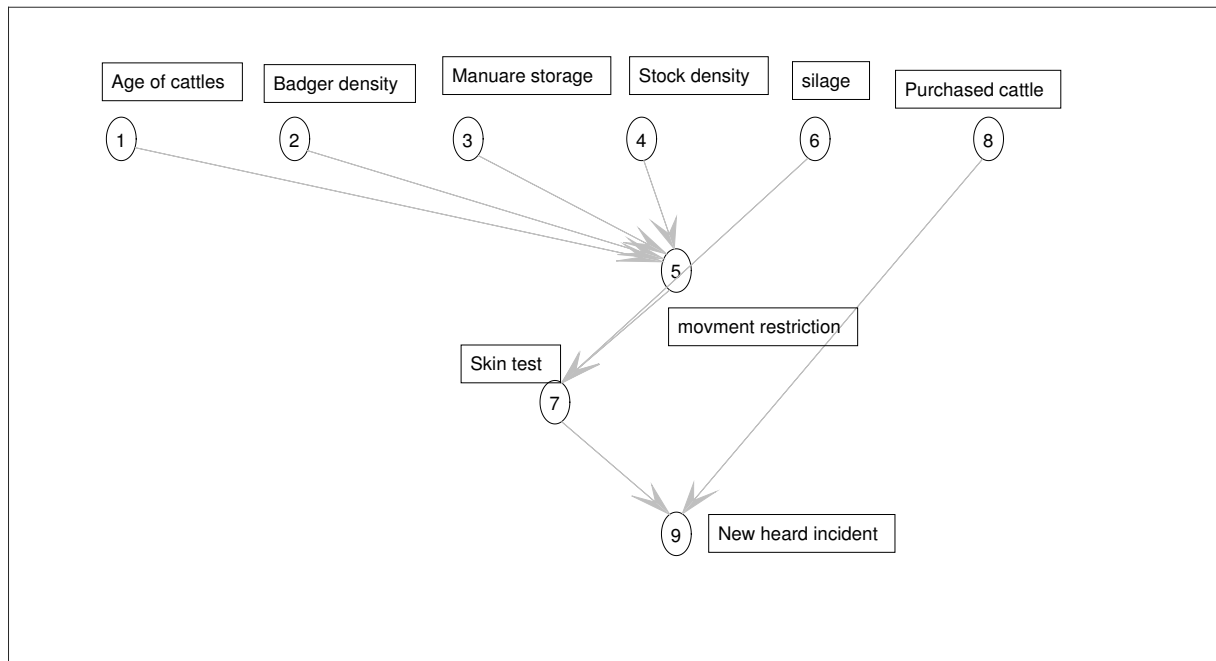 Age of cattles
Badger density
Manuare storage
Stock density
silage
Purchased cattle
1
2
3
4
6
8
5
movment restriction
Skin test
7
9
New heard incident